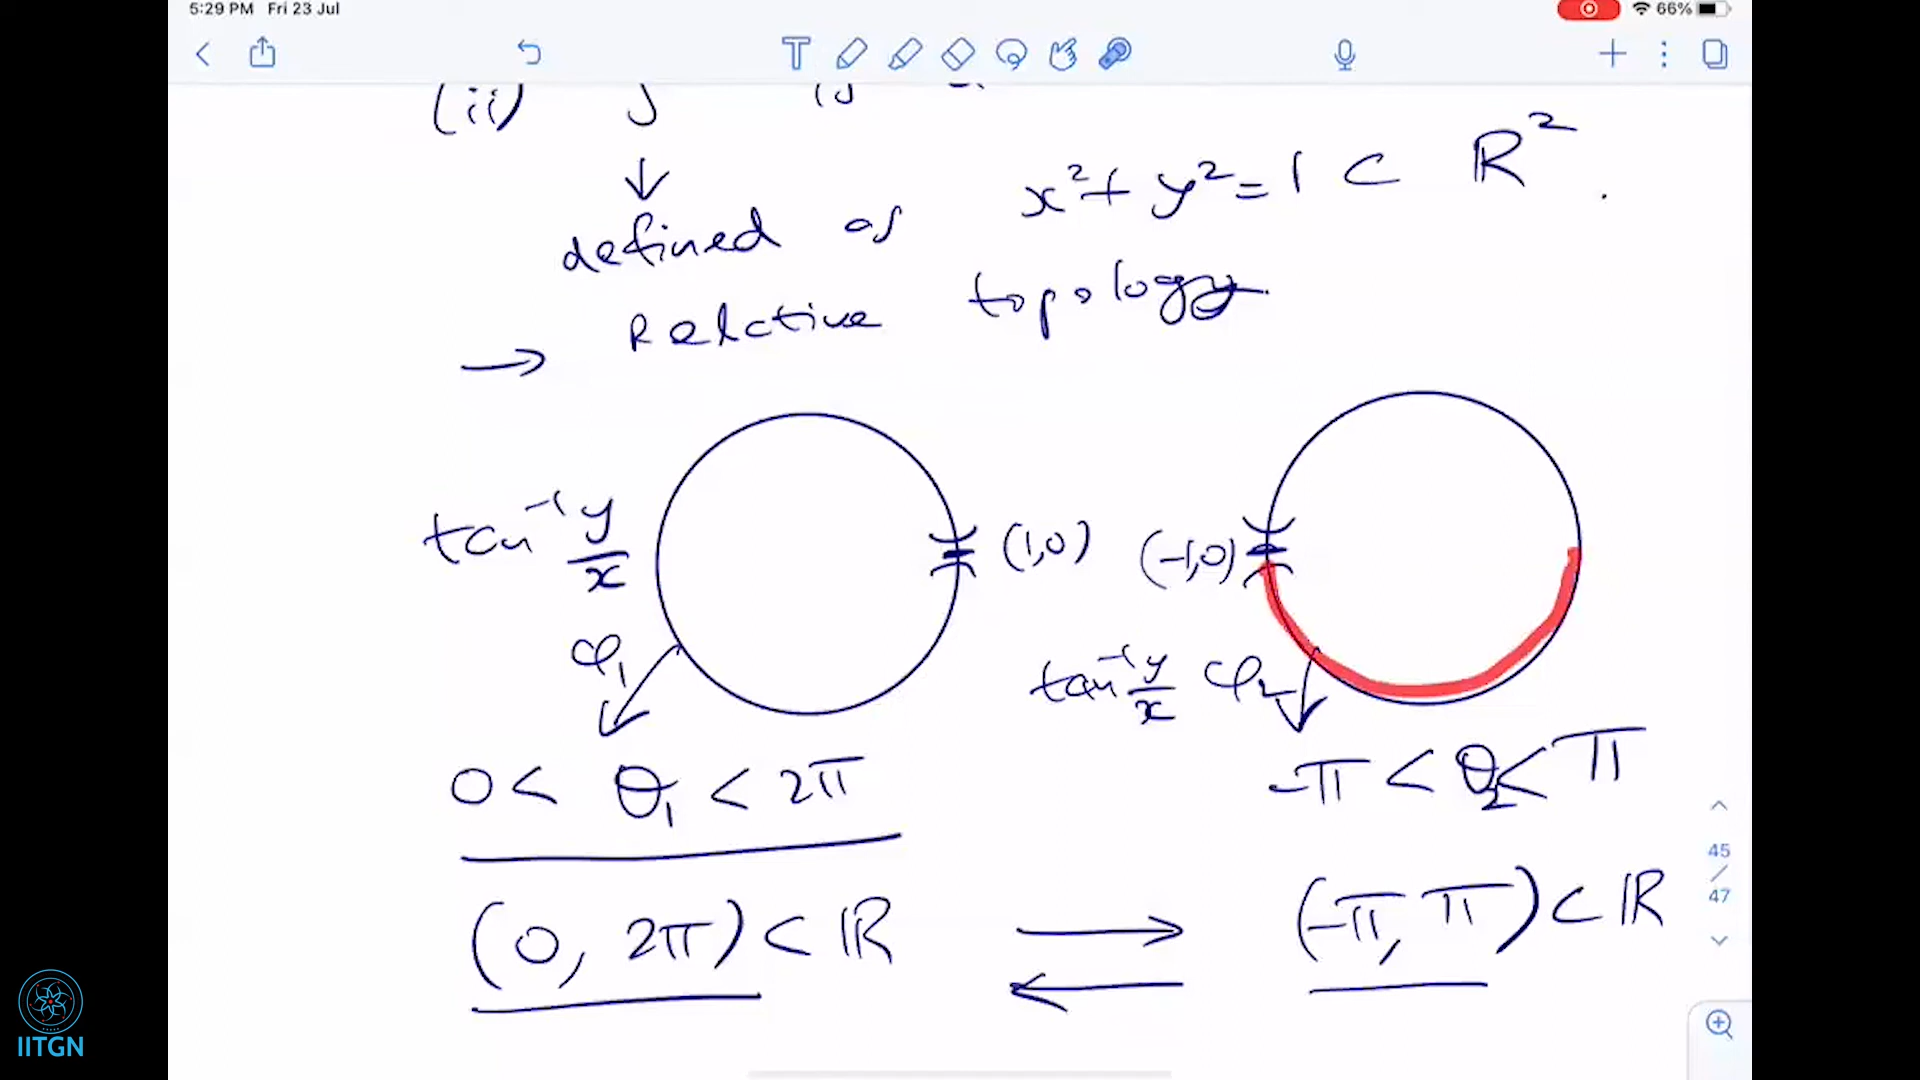 5:29 PM Fri 23 Jul
66%
(ii)
defined as x²+ y² = 1 ⊂ ℝ² .
→ Relative topology
tan⁻¹ y/x
(1,0)
(-1,0)
φ₁
tan⁻¹ y/x φ₂
0 < θ₁ < 2π
-π < θ₂ < π
(0, 2π) ⊂ ℝ
(-π, π) ⊂ ℝ
45
/
47
IITGN